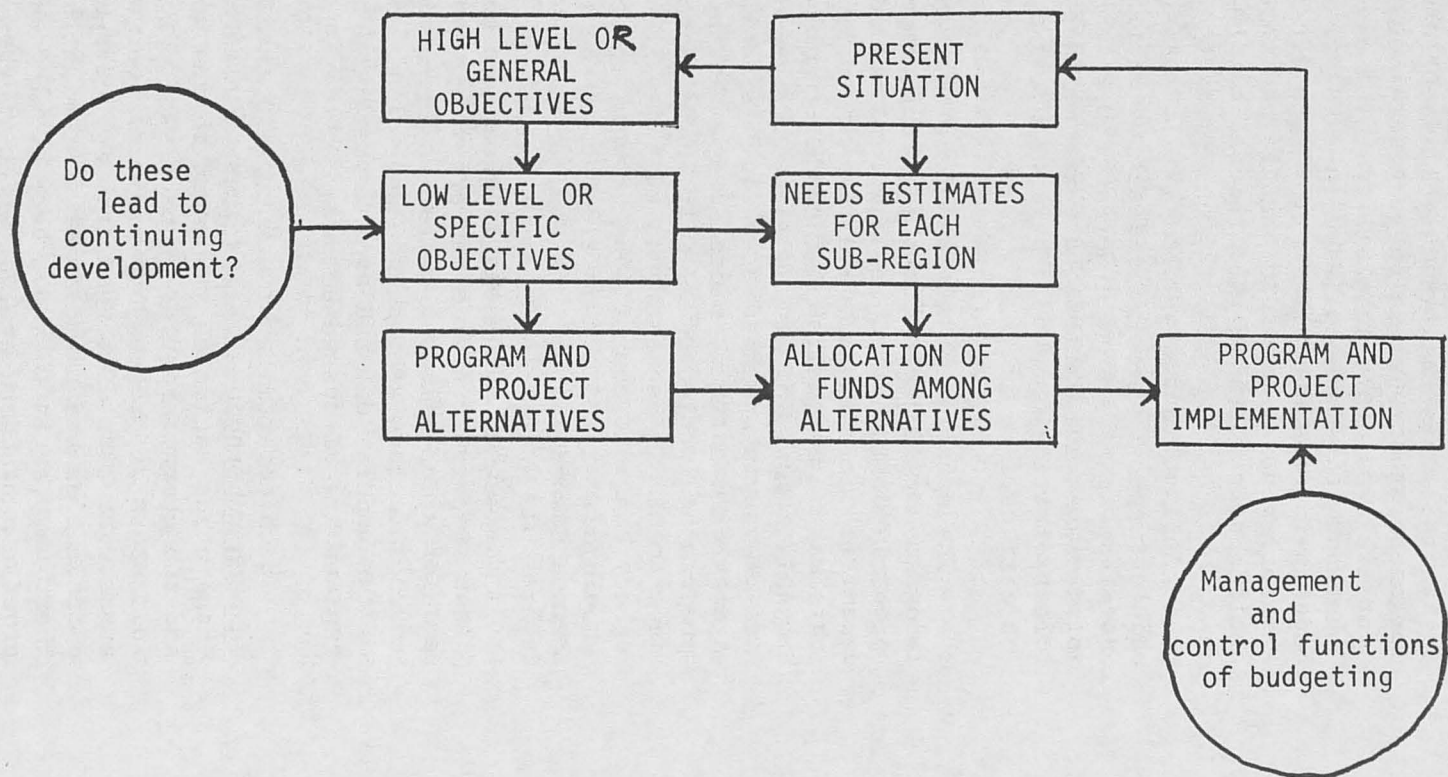 HIGH LEVEL OR
GENERAL
OBJECTIVES
PRESENT
SITUATION
Do these
lead to
continuing
development?
LOW LEVEL OR
SPECIFIC
OBJECTIVES
NEEDS ESTIMATES
FOR EACH
SUB-REGION
PROGRAM AND
PROJECT
ALTERNATIVES
ALLOCATION OF
FUNDS AMONG
ALTERNATIVES
PROGRAM AND
PROJECT
IMPLEMENTATION
Management
and
control functions
of budgeting